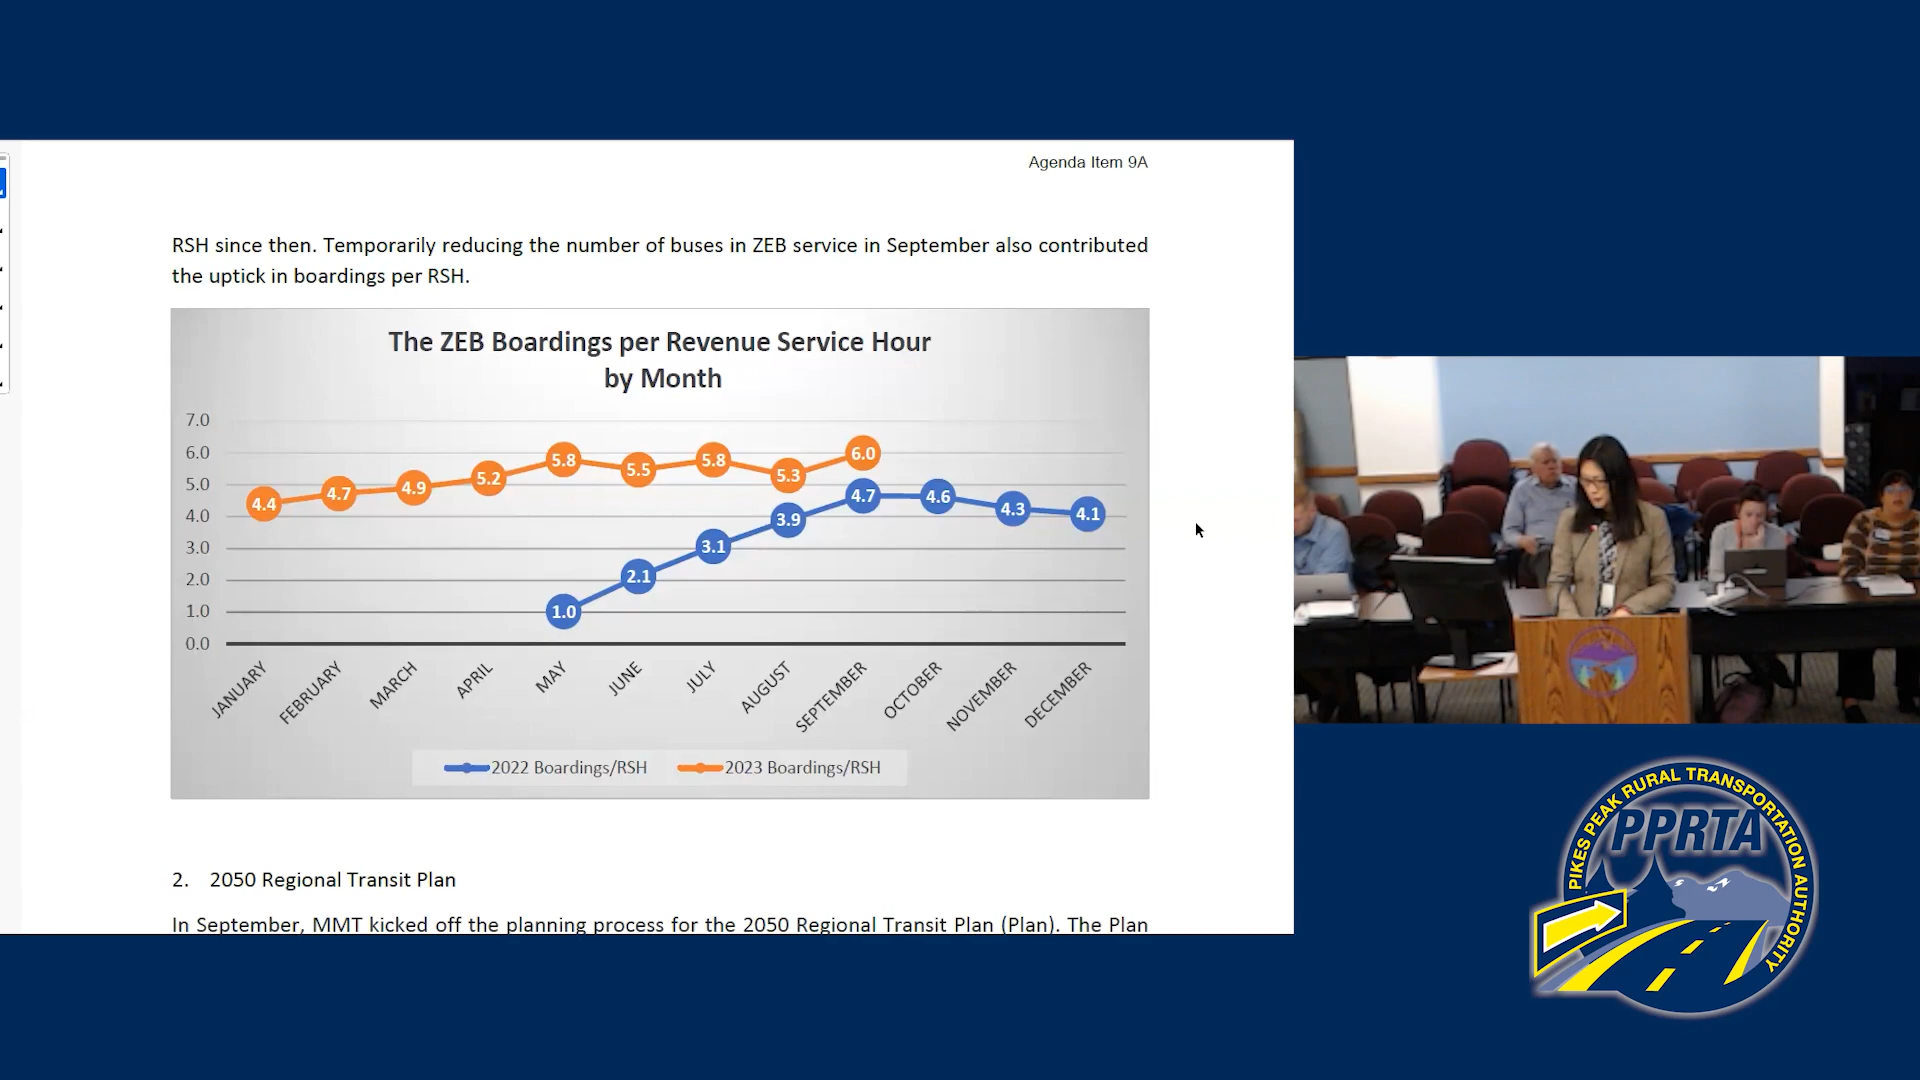 Agenda Item 9A
RSH since then. Temporarily reducing the number of buses in ZEB service in September also contributed
the uptick in boardings per RSH.
The ZEB Boardings per Revenue Service Hour
by Month
7.0
6.0
5.0
4.0
3.0
2.0
1.0
0.0
4.4
4.7
4.9
5.2
5.8
5.5
5.8
5.3
6.0
1.0
2.1
3.1
3.9
4.7
4.6
4.3
4.1
JANUARY
FEBRUARY
MARCH
APRIL
MAY
JUNE
JULY
AUGUST
SEPTEMBER
OCTOBER
NOVEMBER
DECEMBER
2022 Boardings/RSH
2023 Boardings/RSH
2. 2050 Regional Transit Plan
In September, MMT kicked off the planning process for the 2050 Regional Transit Plan (Plan). The Plan
PIKES PEAK RURAL TRANSPORTATION AUTHORITY
PPRTA